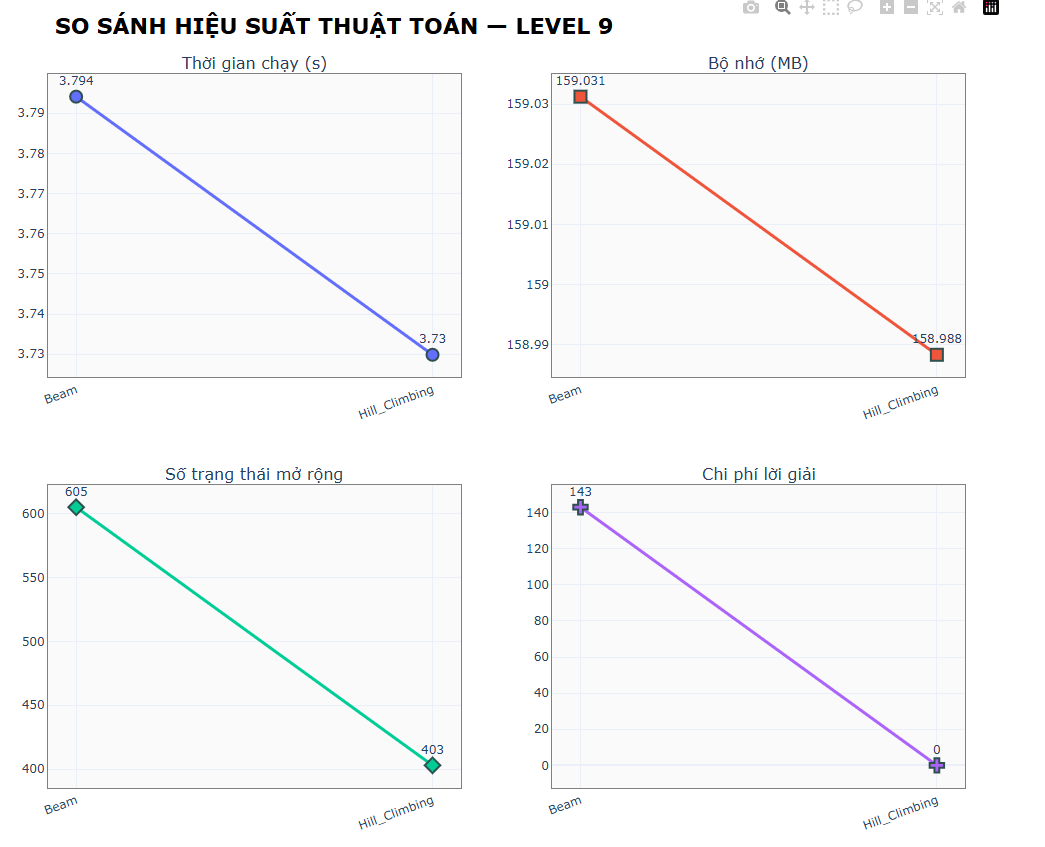 SO SÁNH HIỆU SUẤT THUẬT TOÁN — LEVEL 9
Thời gian chạy (s)
3.794
3.79
3.78
3.77
3.76
3.75
3.74
3.73
3.73
Beam
Hill_Climbing
Bộ nhớ (MB)
159.031
159.03
159.02
159.01
159
158.99
158.988
Beam
Hill_Climbing
Số trạng thái mở rộng
605
600
550
500
450
400
403
Beam
Hill_Climbing
Chi phí lời giải
143
140
120
100
80
60
40
20
0
0
Beam
Hill_Climbing